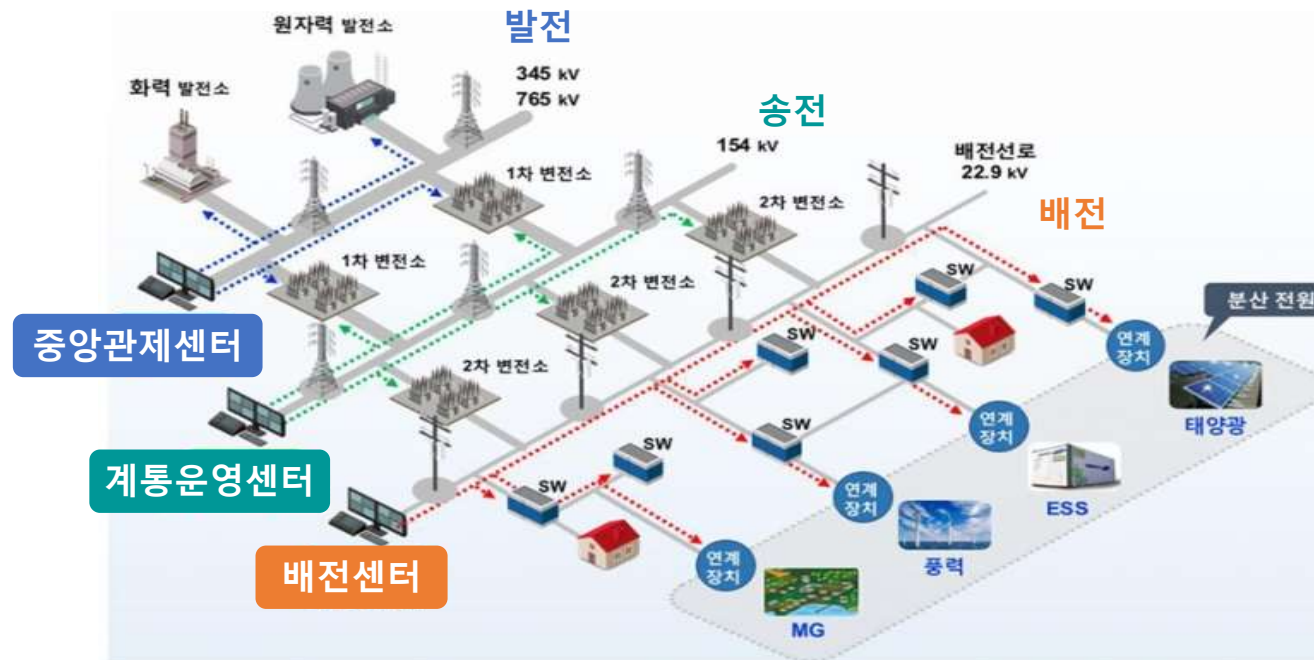 원자력 발전소
발전
화력 발전소
345 kV
765 kV
송전
154 kV
배전선로
22.9 kV
배전
1차 변전소
2차 변전소
1차 변전소
2차 변전소
2차 변전소
SW
SW
SW
SW
SW
SW
SW
분산 전원
연계
장치
태양광
연계
장치
ESS
연계
장치
풍력
연계
장치
MG
중앙관제센터
계통운영센터
배전센터